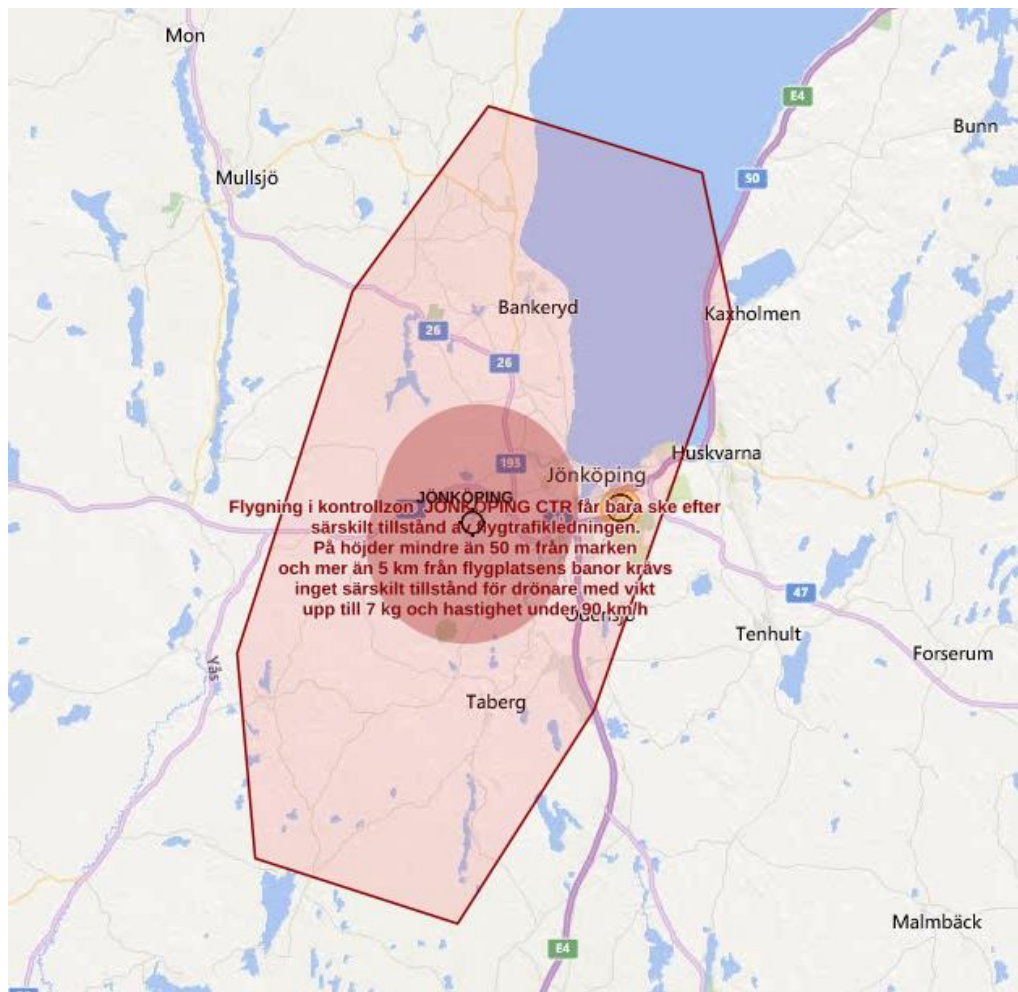 Mon
E4
Bunn
50
Mullsjö
Bankeryd
Kaxholmen
26
26
Huskvarna
195
Jönköping
JÖNKÖPING
Flygning i kontrollzon JÖNKÖPING CTR får bara ske efter
särskilt tillstånd av flygtrafikledningen.
På höjder mindre än 50 m från marken
och mer än 5 km från flygplatsens banor krävs
inget särskilt tillstånd för drönare med vikt
upp till 7 kg och hastighet under 90 km/h
47
Odensjö
Tenhult
Forserum
Taberg
Malmbäck
E4